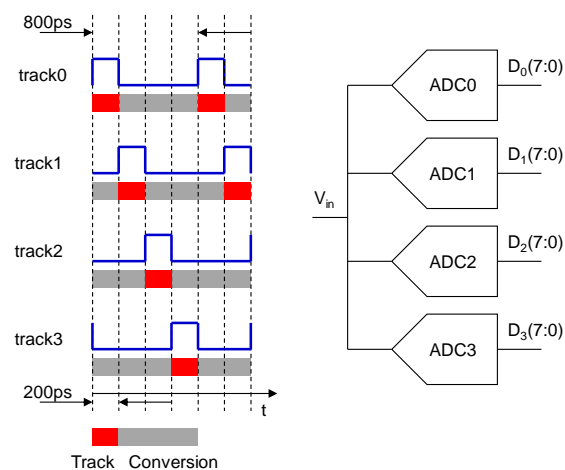 800ps
track0
track1
track2
track3
200ps
t
Track Conversion
V_in
ADC0
D_0(7:0)
ADC1
D_1(7:0)
ADC2
D_2(7:0)
ADC3
D_3(7:0)